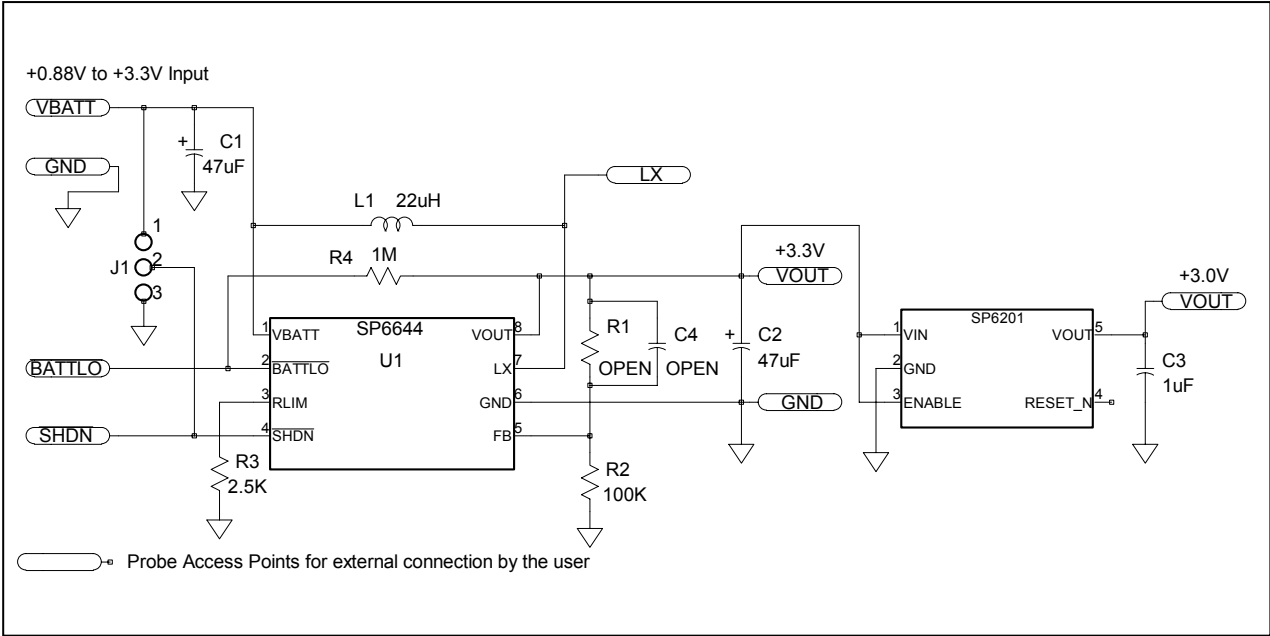 +0.88V to +3.3V Input
VBATT
GND
+ C1
47uF
LX
L1 22uH
R4 1M
J1
1
2
3
+3.3V
VOUT
+3.0V
VOUT
SP6644
U1
1 VBATT
2 BATTLO
3 RLIM
4 SHDN
VOUT 8
LX 7
GND 6
FB 5
BATTLO
SHDN
R3
2.5K
R1
OPEN
C4
OPEN
R2
100K
+ C2
47uF
GND
SP6201
1 VIN
2 GND
3 ENABLE
VOUT 5
RESET_N 4
C3
1uF
Probe Access Points for external connection by the user